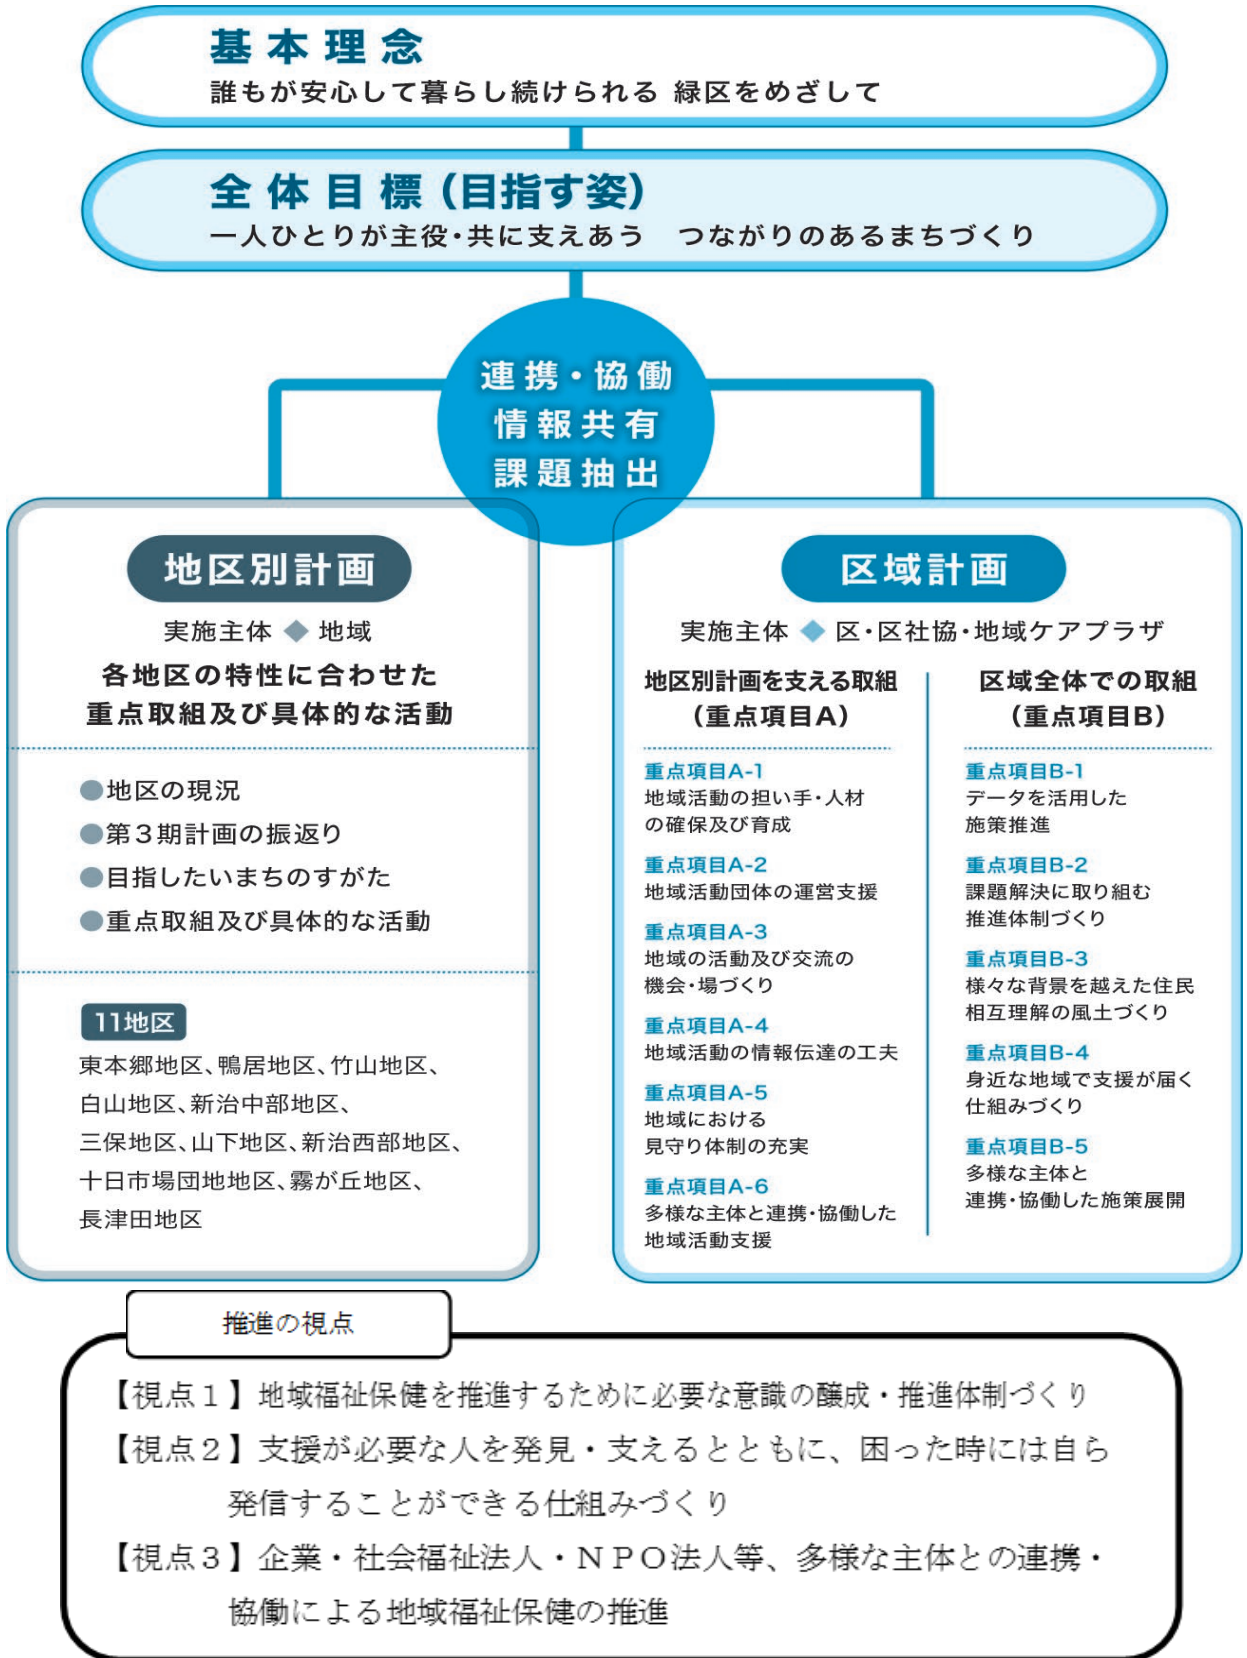 基本理念
誰もが安心して暮らし続けられる 緑区をめざして
全体目標(目指す姿)
一人ひとりが主役・共に支えあう　つながりのあるまちづくり
連携・協働
情報共有
課題抽出
地区別計画
実施主体 ◆ 地域
各地区の特性に合わせた
重点取組及び具体的な活動
●地区の現況
●第3期計画の振返り
●目指したいまちのすがた
●重点取組及び具体的な活動
11地区
東本郷地区、鴨居地区、竹山地区、
白山地区、新治中部地区、
三保地区、山下地区、新治西部地区、
十日市場団地地区、霧が丘地区、
長津田地区
区域計画
実施主体 ◆ 区・区社協・地域ケアプラザ
地区別計画を支える取組
(重点項目A)
重点項目A-1
地域活動の担い手・人材
の確保及び育成
重点項目A-2
地域活動団体の運営支援
重点項目A-3
地域の活動及び交流の
機会・場づくり
重点項目A-4
地域活動の情報伝達の工夫
重点項目A-5
地域における
見守り体制の充実
重点項目A-6
多様な主体と連携・協働した
地域活動支援
区域全体での取組
(重点項目B)
重点項目B-1
データを活用した
施策推進
重点項目B-2
課題解決に取り組む
推進体制づくり
重点項目B-3
様々な背景を越えた住民
相互理解の風土づくり
重点項目B-4
身近な地域で支援が届く
仕組みづくり
重点項目B-5
多様な主体と
連携・協働した施策展開
推進の視点
【視点１】地域福祉保健を推進するために必要な意識の醸成・推進体制づくり
【視点２】支援が必要な人を発見・支えるとともに、困った時には自ら
発信することができる仕組みづくり
【視点３】企業・社会福祉法人・ＮＰＯ法人等、多様な主体との連携・
協働による地域福祉保健の推進